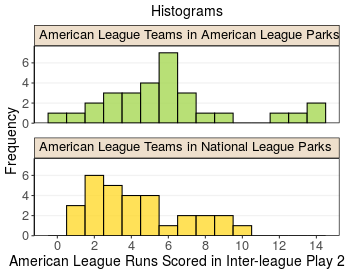 Histograms
American League Teams in American League Parks
6
4
2
0
American League Teams in National League Parks
6
4
2
0
Frequency
0 2 4 6 8 10 12 14
American League Runs Scored in Inter-league Play 2